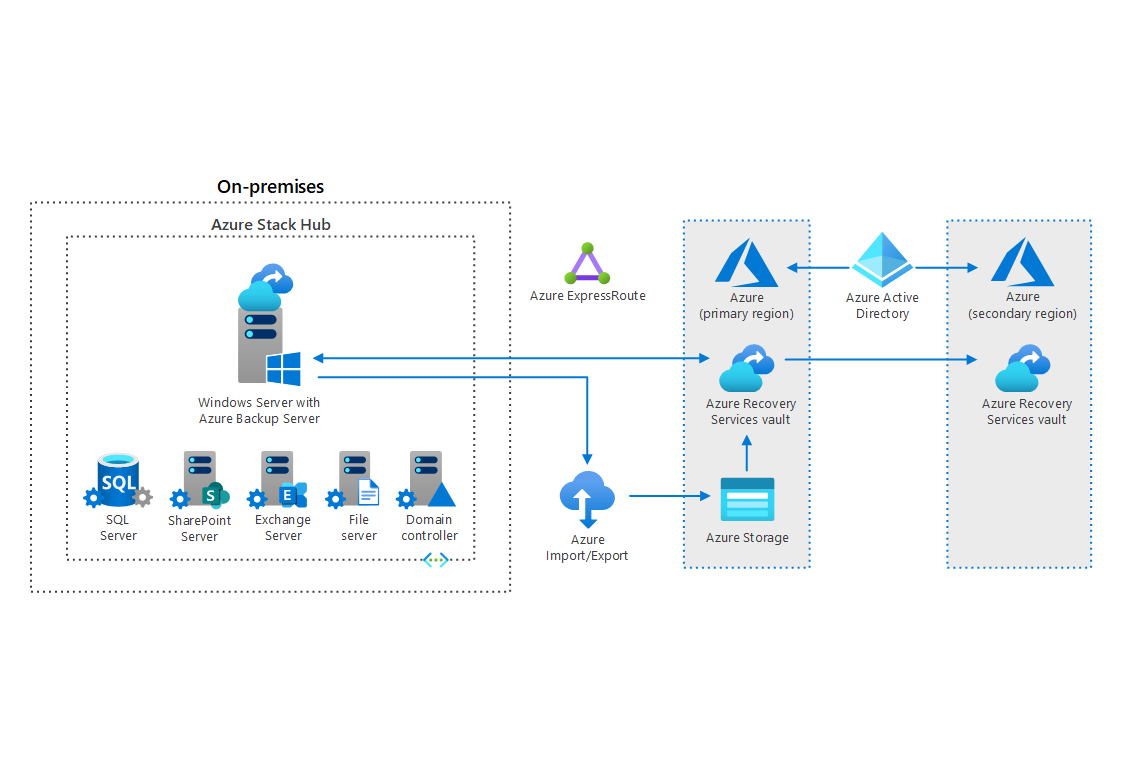 On-premises
Azure Stack Hub
Windows Server with
Azure Backup Server
SQL
SQL
Server
S
SharePoint
Server
E
Exchange
Server
File
server
Domain
controller
Azure ExpressRoute
Azure
Import/Export
Azure
(primary region)
Azure Recovery
Services vault
Azure Storage
Azure Active
Directory
Azure
(secondary region)
Azure Recovery
Services vault